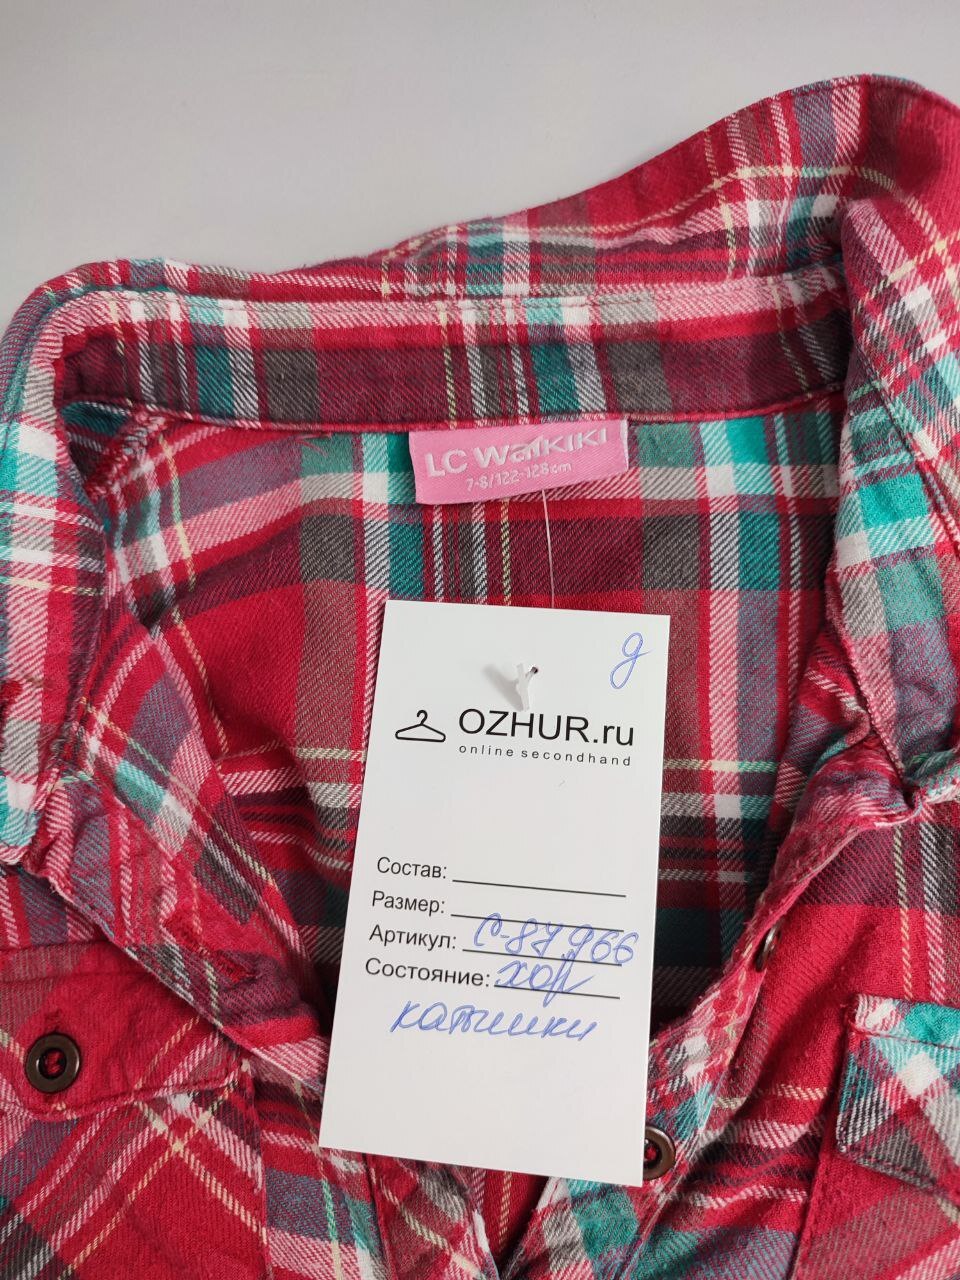 LC Waikiki
7-8/122-128cm
д
OZHUR.ru
online secondhand
Состав:
Размер:
Артикул: С-87966
Состояние: хор
катышки